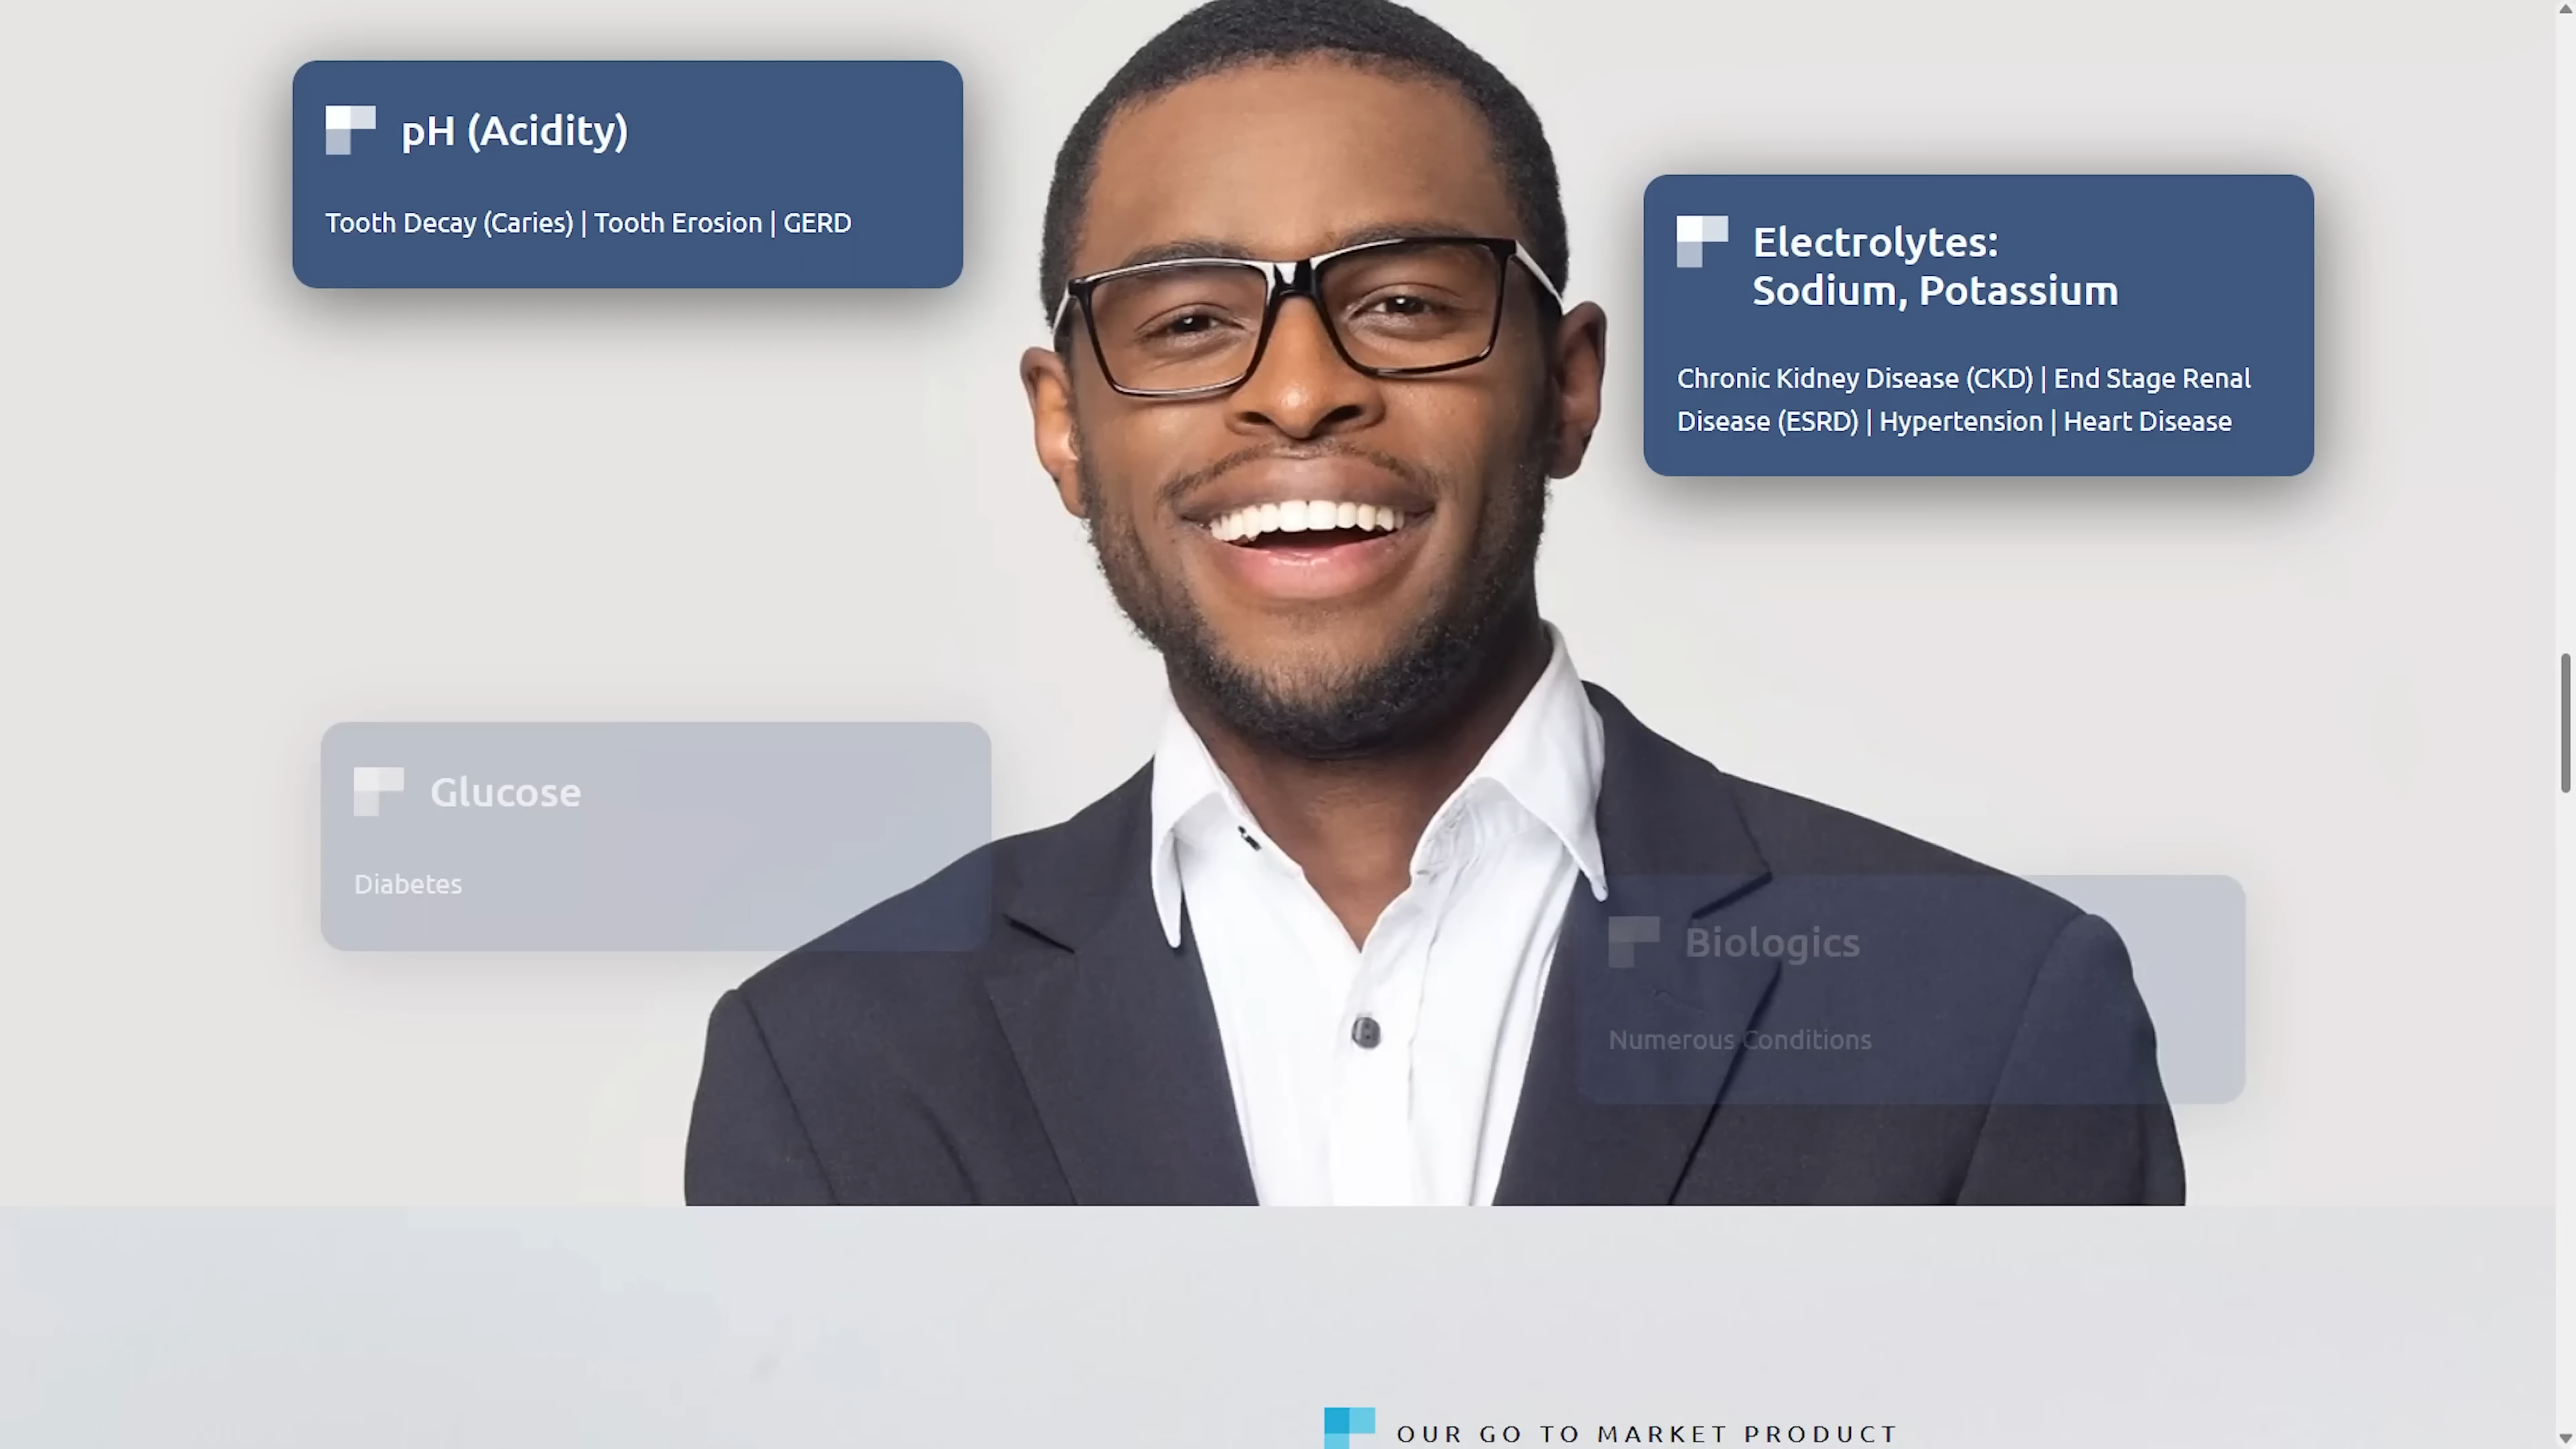 pH (Acidity)
Tooth Decay (Caries) | Tooth Erosion | GERD
Electrolytes:
Sodium, Potassium
Chronic Kidney Disease (CKD) | End Stage Renal
Disease (ESRD) | Hypertension | Heart Disease
Glucose
Diabetes
Biologics
Numerous Conditions
OUR GO TO MARKET PRODUCT